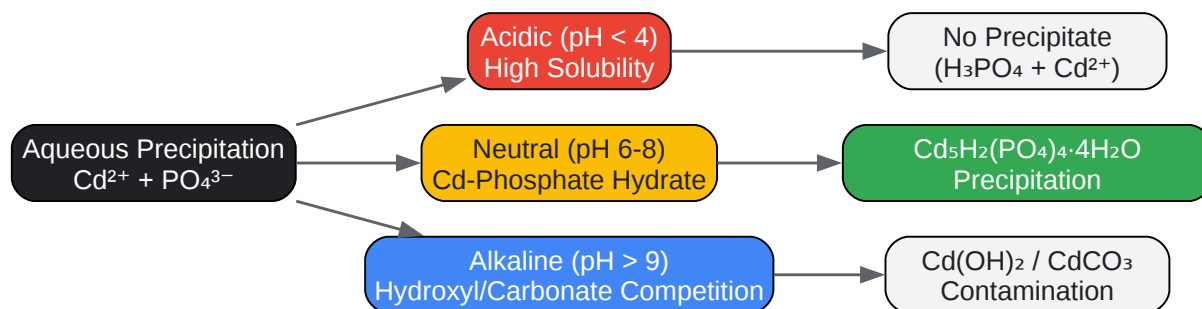 Acidic (pH < 4)
High Solubility
No Precipitate
(H₃PO₄ + Cd²⁺)
Aqueous Precipitation
Cd²⁺ + PO₄³⁻
Neutral (pH 6-8)
Cd-Phosphate Hydrate
Cd₅H₂(PO₄)₄·4H₂O
Precipitation
Alkaline (pH > 9)
Hydroxyl/Carbonate Competition
Cd(OH)₂ / CdCO₃
Contamination